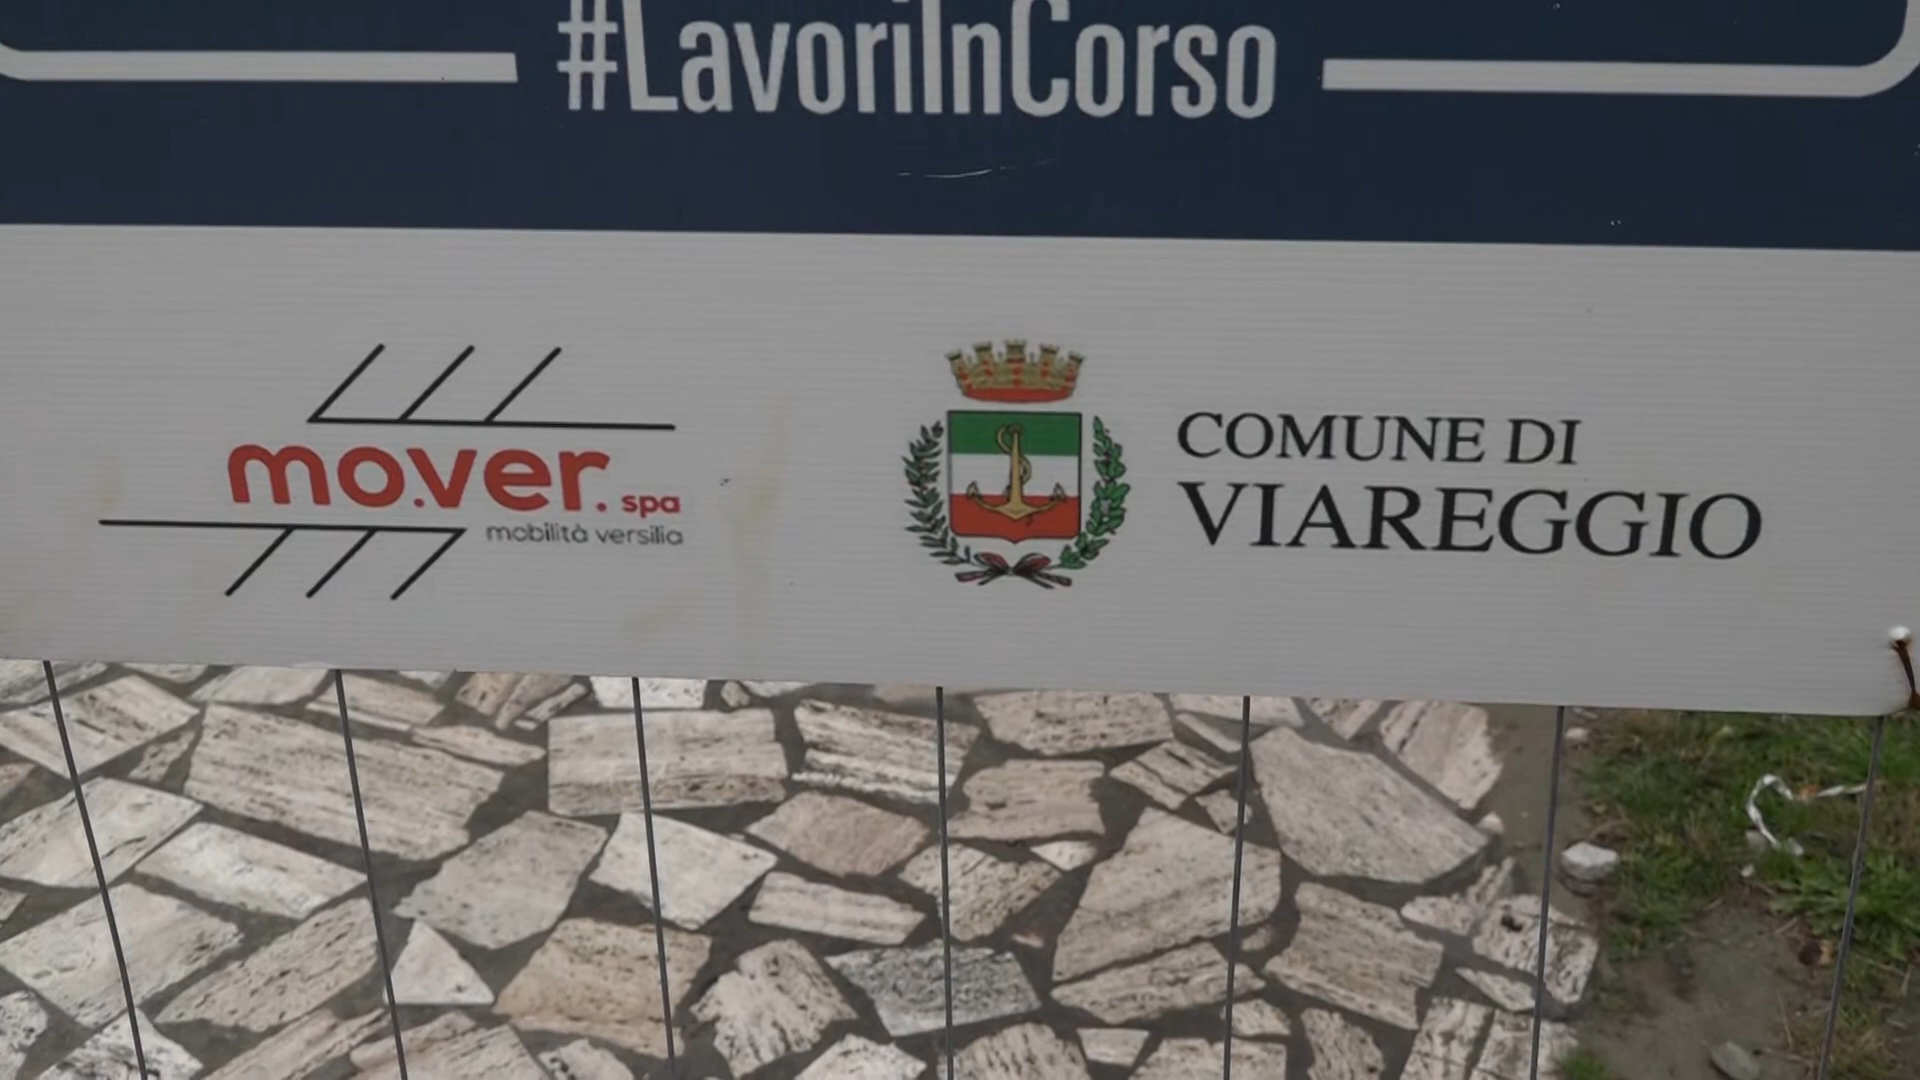 #LavoriInCorso
mo.ver. spa
mobilità versilia
COMUNE DI
VIAREGGIO